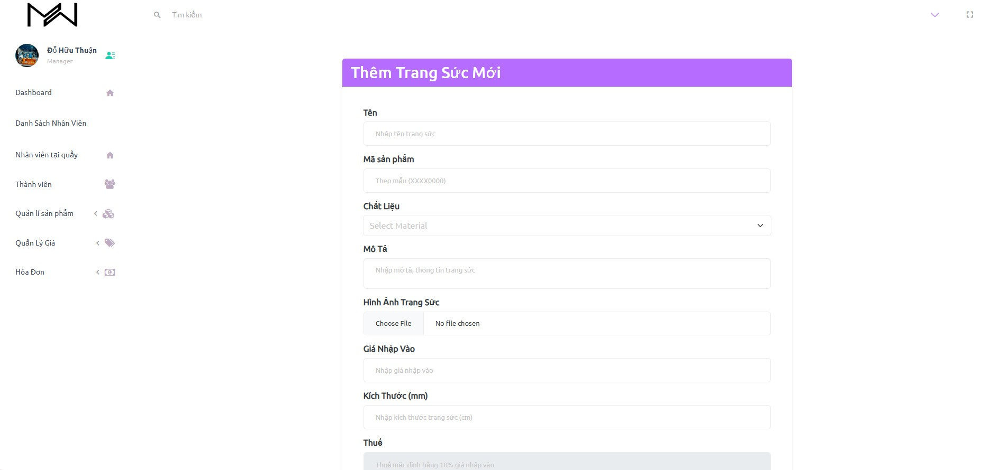 Tìm kiếm
Đỗ Hữu Thuận
Manager
Dashboard
Danh Sách Nhân Viên
Nhân viên tại quầy
Thành viên
Quản lí sản phẩm
Quản Lý Giá
Hóa Đơn
Thêm Trang Sức Mới
Tên
Nhập tên trang sức
Mã sản phẩm
Theo mẫu (XXXX0000)
Chất Liệu
Select Material
Mô Tả
Nhập mô tả, thông tin trang sức
Hình Ảnh Trang Sức
Choose File No file chosen
Giá Nhập Vào
Nhập giá nhập vào
Kích Thước (mm)
Nhập kích thước trang sức (cm)
Thuế
Thuế mặc định bằng 10% giá nhập vào